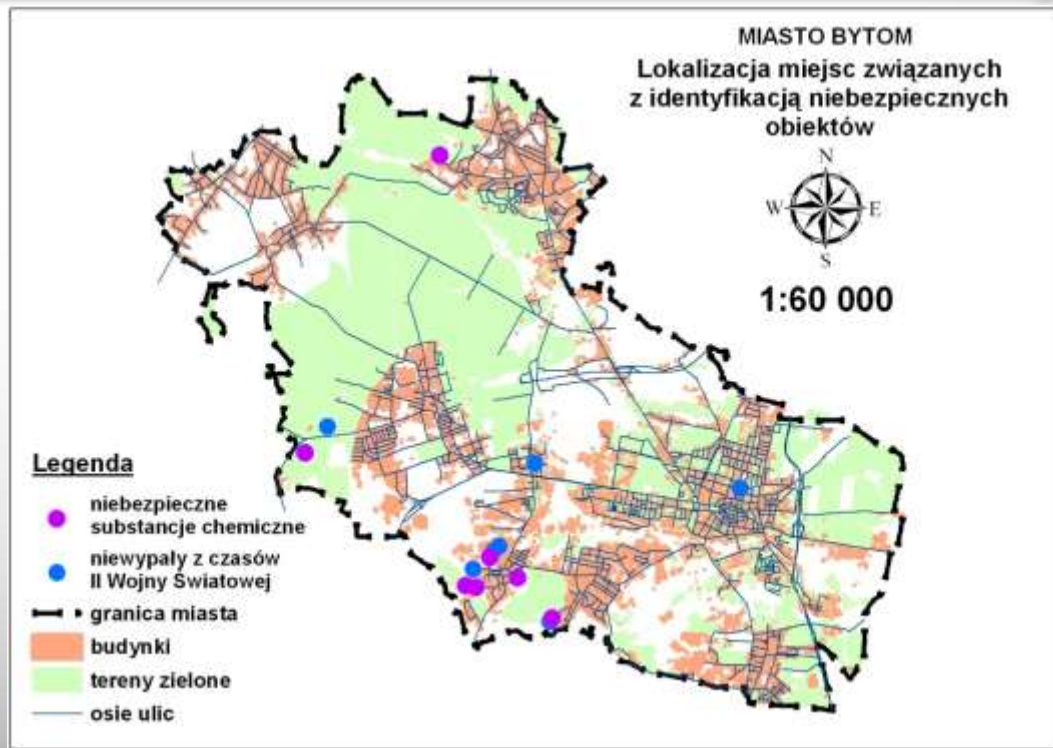 MIASTO BYTOM
Lokalizacja miejsc związanych
z identyfikacją niebezpiecznych
obiektów
N
W
E
S
1:60 000
Legenda
niebezpieczne
substancje chemiczne
niewypały z czasów
II Wojny Światowej
granica miasta
budynki
tereny zielone
osie ulic